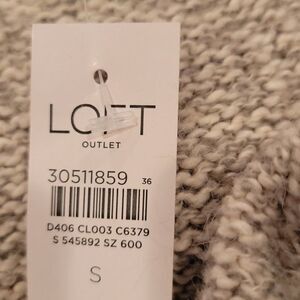 LOFT
OUTLET
30511859 36
D406 CL003 C6379
S 545892 SZ 600
S